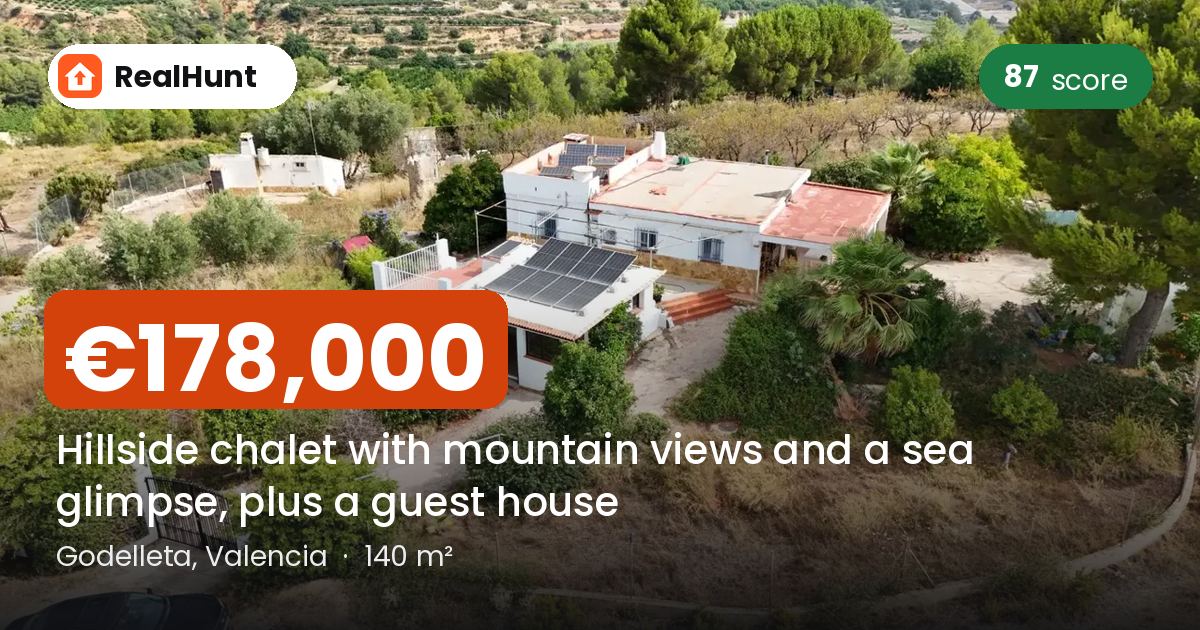 RealHunt
87 score
€178,000
Hillside chalet with mountain views and a sea
glimpse, plus a guest house
Godelleta, Valencia · 140 m²